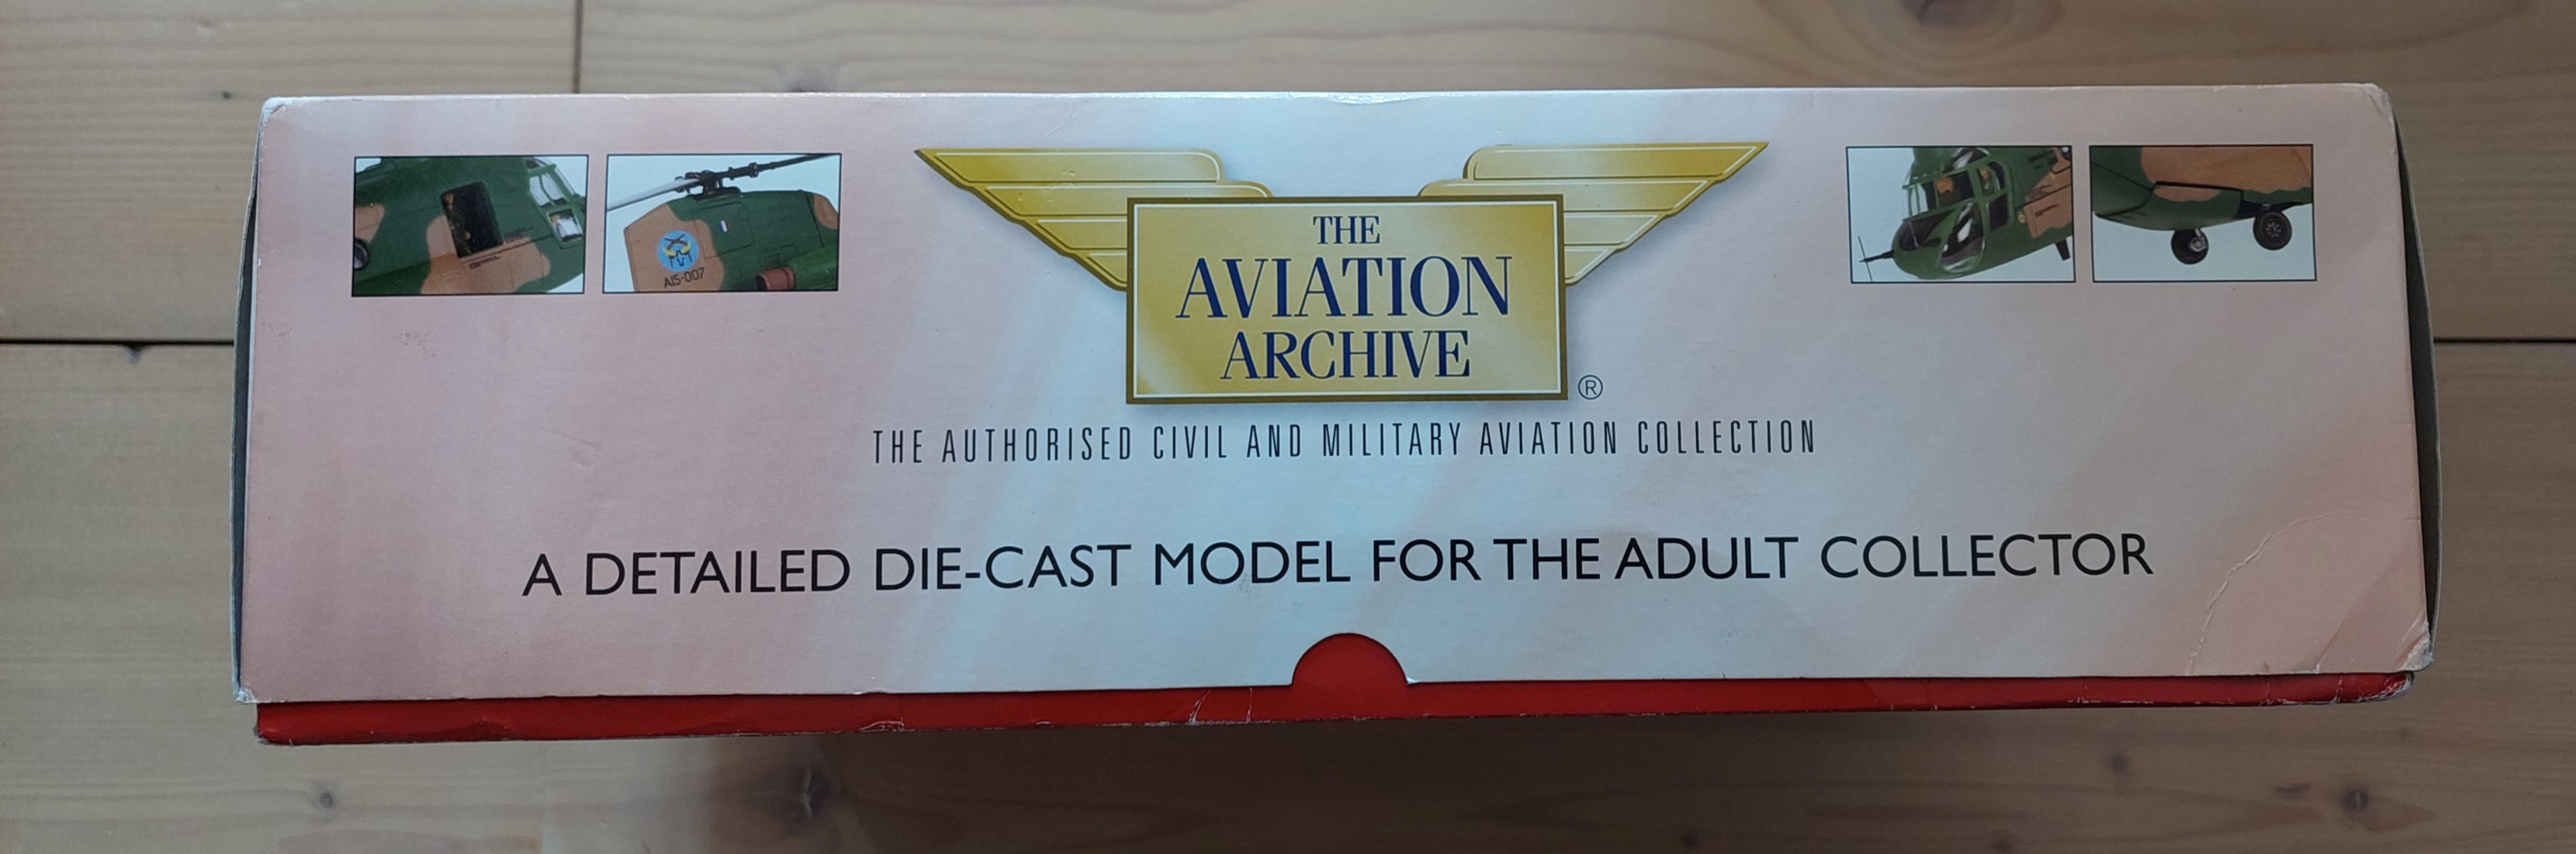 A15-007
THE
AVIATION
ARCHIVE
®
THE AUTHORISED CIVIL AND MILITARY AVIATION COLLECTION
A DETAILED DIE-CAST MODEL FOR THE ADULT COLLECTOR